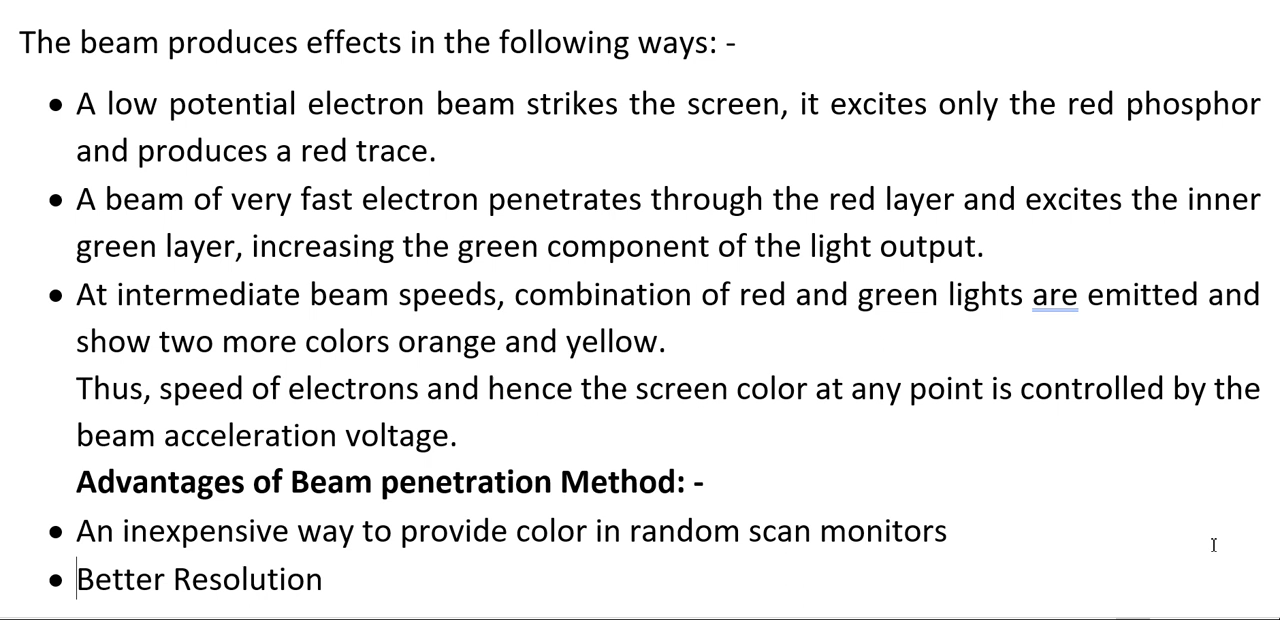 The beam produces effects in the following ways: -
• A low potential electron beam strikes the screen, it excites only the red phosphor
and produces a red trace.
• A beam of very fast electron penetrates through the red layer and excites the inner
green layer, increasing the green component of the light output.
• At intermediate beam speeds, combination of red and green lights are emitted and
show two more colors orange and yellow.
Thus, speed of electrons and hence the screen color at any point is controlled by the
beam acceleration voltage.
Advantages of Beam penetration Method: -
• An inexpensive way to provide color in random scan monitors
• Better Resolution